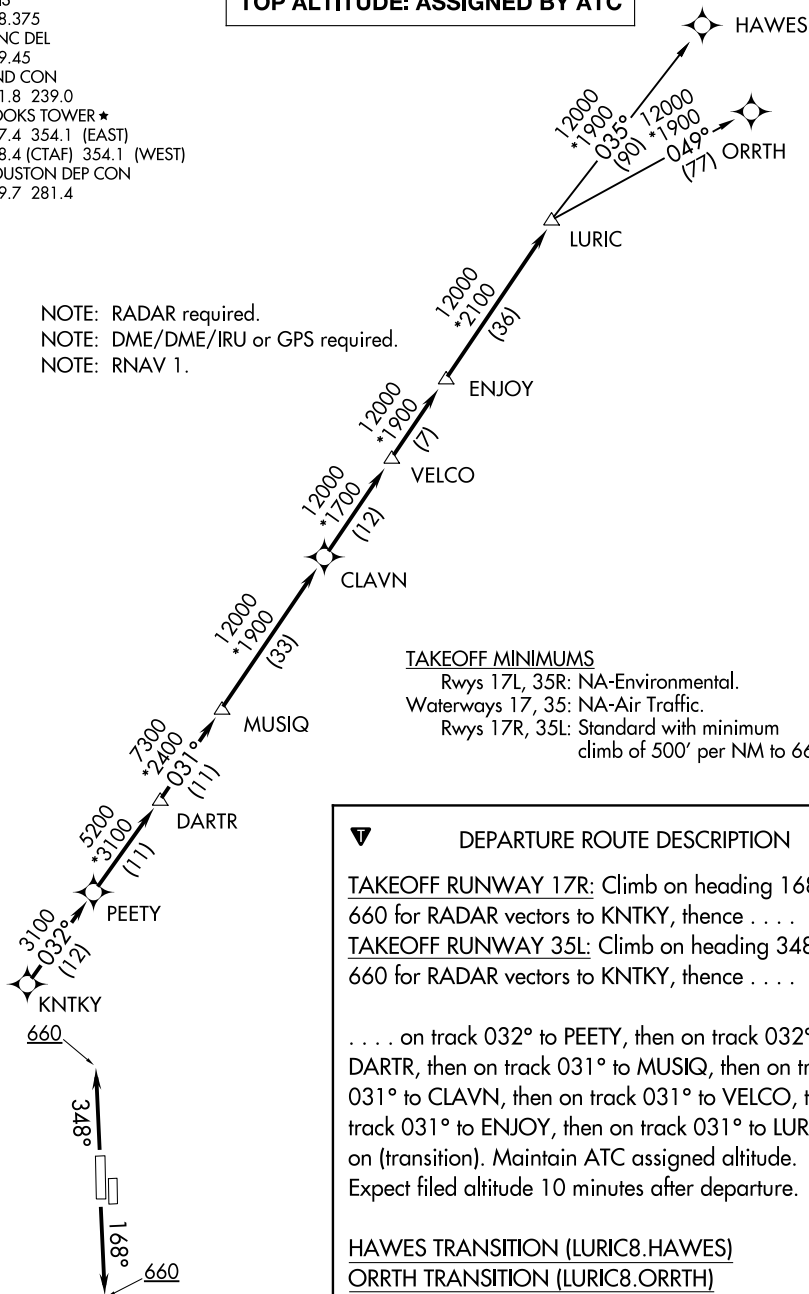 TOP ALTITUDE: ASSIGNED BY ATC
8.375
NC DEL
9.45
ND CON
1.8 239.0
OOKS TOWER ★
7.4 354.1 (EAST)
8.4 (CTAF) 354.1 (WEST)
OUSTON DEP CON
9.7 281.4
NOTE: RADAR required.
NOTE: DME/DME/IRU or GPS required.
NOTE: RNAV 1.
HAWES
12000
*1900
035°
(90)
12000
*1900
049°
(77)
ORRTH
LURIC
12000
*2100
(36)
ENJOY
12000
*1900
(7)
VELCO
12000
*1700
(12)
CLAVN
12000
*1900
(33)
MUSIQ
7300
*2400
031°
(11)
DARTR
5200
*3100
(11)
PEETY
3100
032°
(12)
KNTKY
660
348°
168°
660
TAKEOFF MINIMUMS
Rwys 17L, 35R: NA-Environmental.
Waterways 17, 35: NA-Air Traffic.
Rwys 17R, 35L: Standard with minimum
climb of 500' per NM to 66
T
DEPARTURE ROUTE DESCRIPTION
TAKEOFF RUNWAY 17R: Climb on heading 168
660 for RADAR vectors to KNTKY, thence . . . .
TAKEOFF RUNWAY 35L: Climb on heading 348
660 for RADAR vectors to KNTKY, thence . . . .
. . . . on track 032° to PEETY, then on track 032°
DARTR, then on track 031° to MUSIQ, then on tr
031° to CLAVN, then on track 031° to VELCO, t
track 031° to ENJOY, then on track 031° to LUR
on (transition). Maintain ATC assigned altitude.
Expect filed altitude 10 minutes after departure.
HAWES TRANSITION (LURIC8.HAWES)
ORRTH TRANSITION (LURIC8.ORRTH)